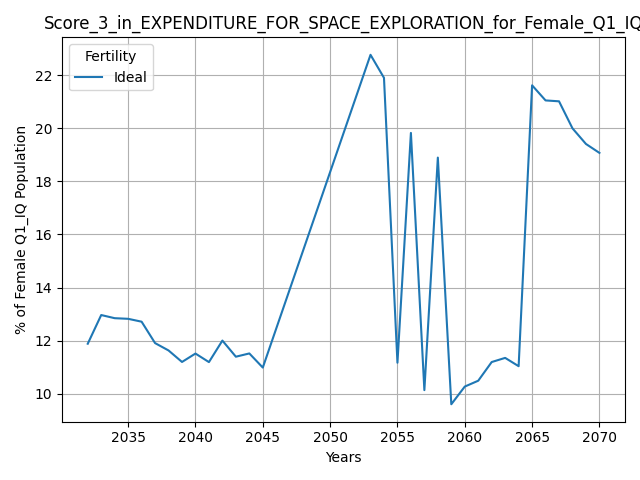 Score_3_in_EXPENDITURE_FOR_SPACE_EXPLORATION_for_Female_Q1_IQ
Fertility
Ideal
% of Female Q1_IQ Population
22
20
18
16
14
12
10
2035 2040 2045 2050 2055 2060 2065 2070
Years